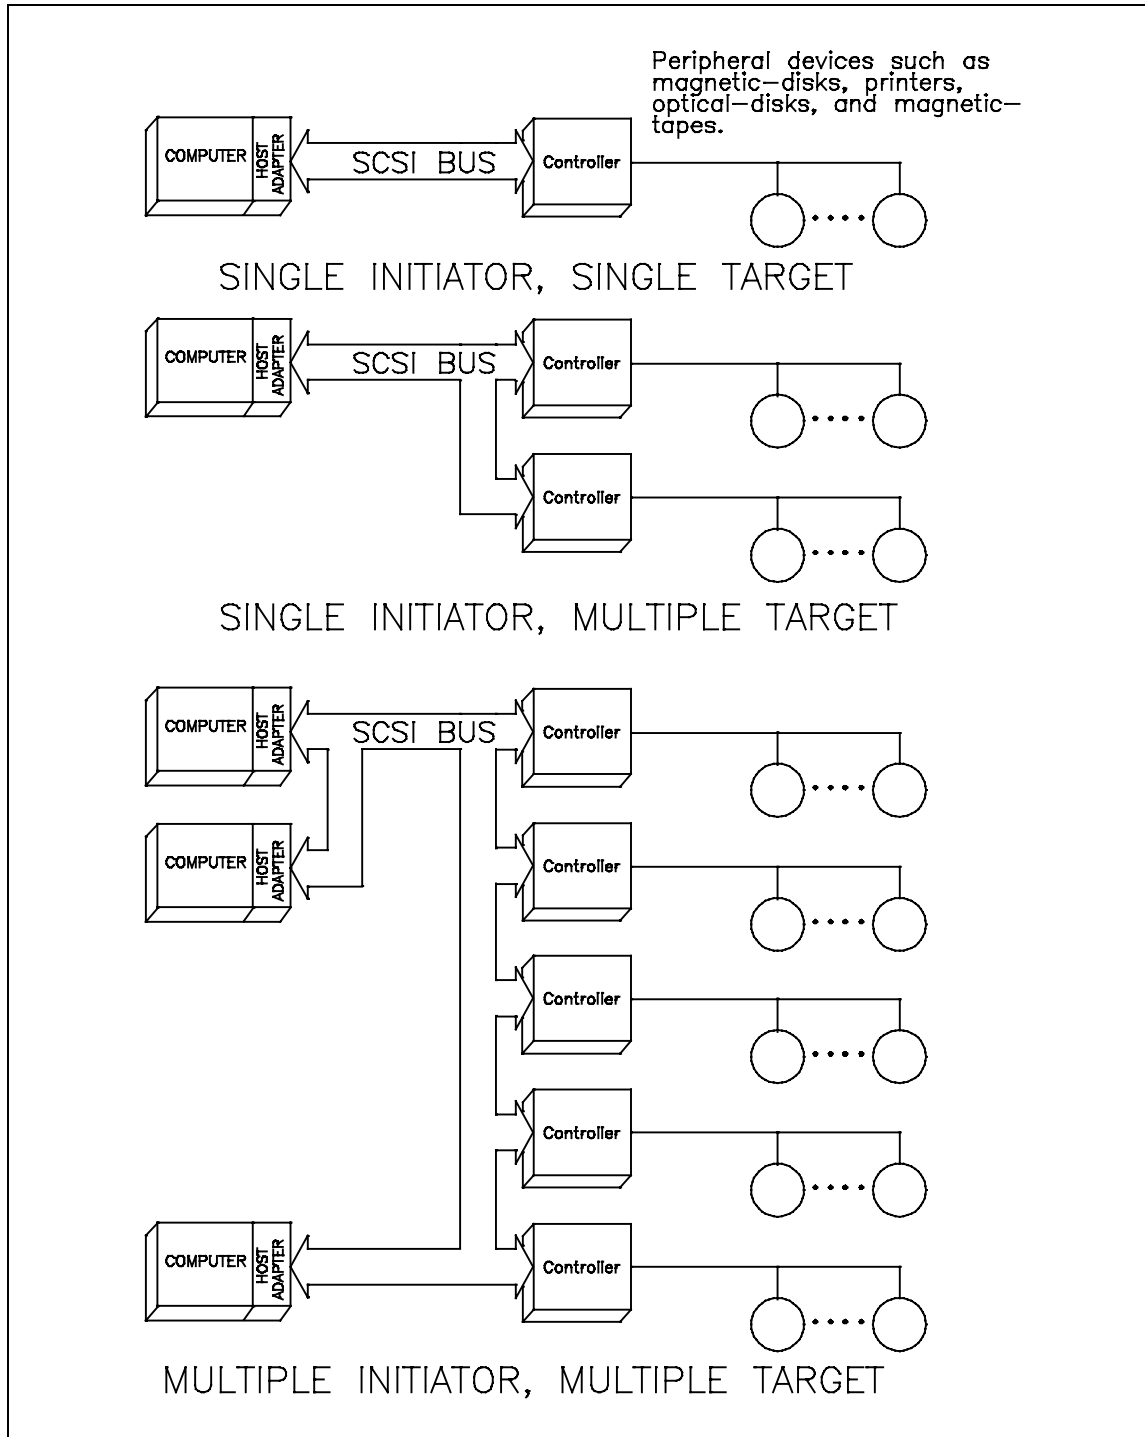 Peripheral devices such as
magnetic-disks, printers,
optical-disks, and magnetic-
tapes.
COMPUTER
HOST
ADAPTER
SCSI BUS
Controller
SINGLE INITIATOR, SINGLE TARGET
COMPUTER
HOST
ADAPTER
SCSI BUS
Controller
Controller
SINGLE INITIATOR, MULTIPLE TARGET
COMPUTER
HOST
ADAPTER
SCSI BUS
Controller
COMPUTER
HOST
ADAPTER
Controller
Controller
Controller
COMPUTER
HOST
ADAPTER
Controller
MULTIPLE INITIATOR, MULTIPLE TARGET